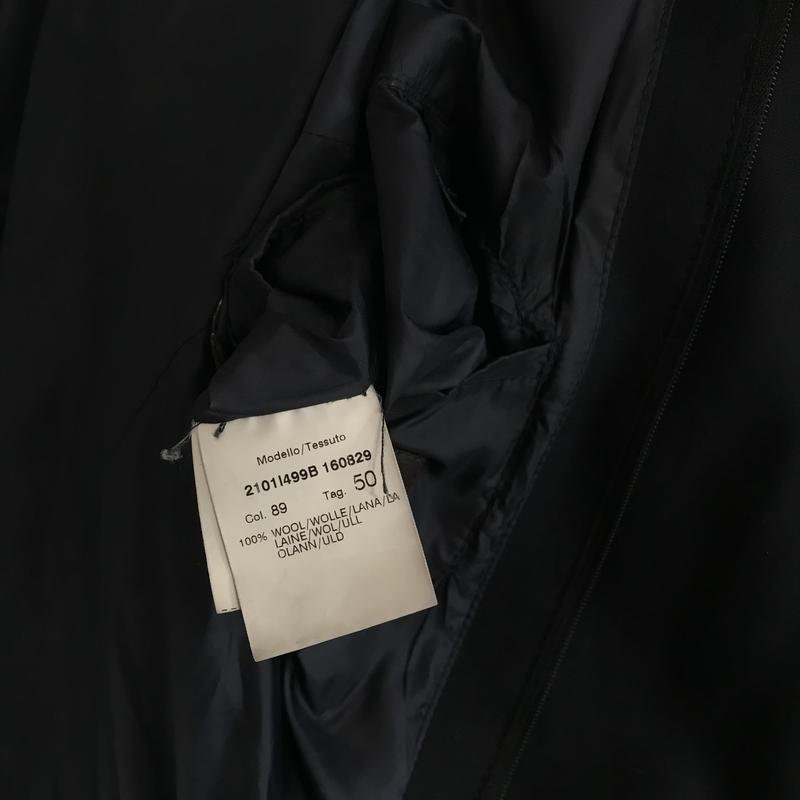 Modello/Tessuto
2101I499B 160829
Col. 89 Tag. 50
100% WOOL/WOLLE/LANA/LA
LAINE/WOL/ULL
OLANN/ULD